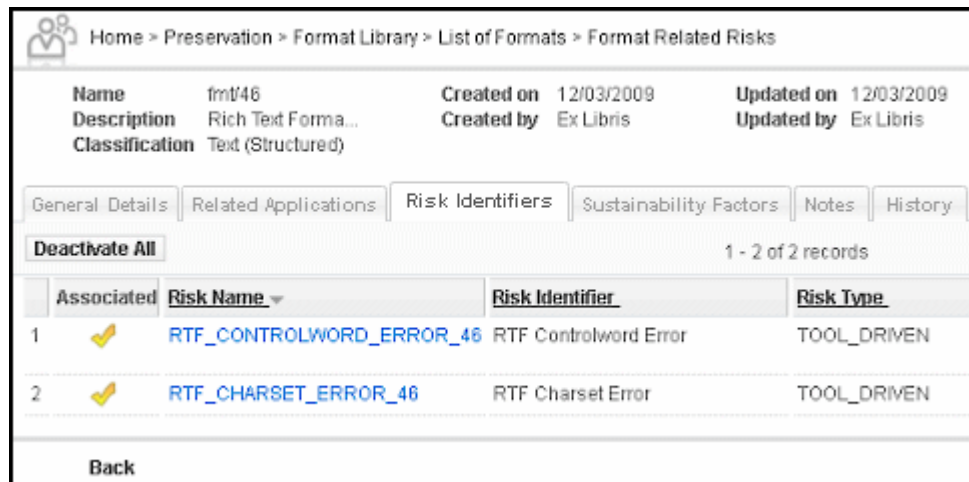 Home > Preservation > Format Library > List of Formats > Format Related Risks
Name fmt/46 Created on 12/03/2009 Updated on 12/03/2009
Description Rich Text Forma... Created by Ex Libris Updated by Ex Libris
Classification Text (Structured)
General Details Related Applications Risk Identifiers Sustainability Factors Notes History
Deactivate All 1 - 2 of 2 records
Associated Risk Name Risk Identifier Risk Type
1 RTF_CONTROLWORD_ERROR_46 RTF Controlword Error TOOL_DRIVEN
2 RTF_CHARSET_ERROR_46 RTF Charset Error TOOL_DRIVEN
Back